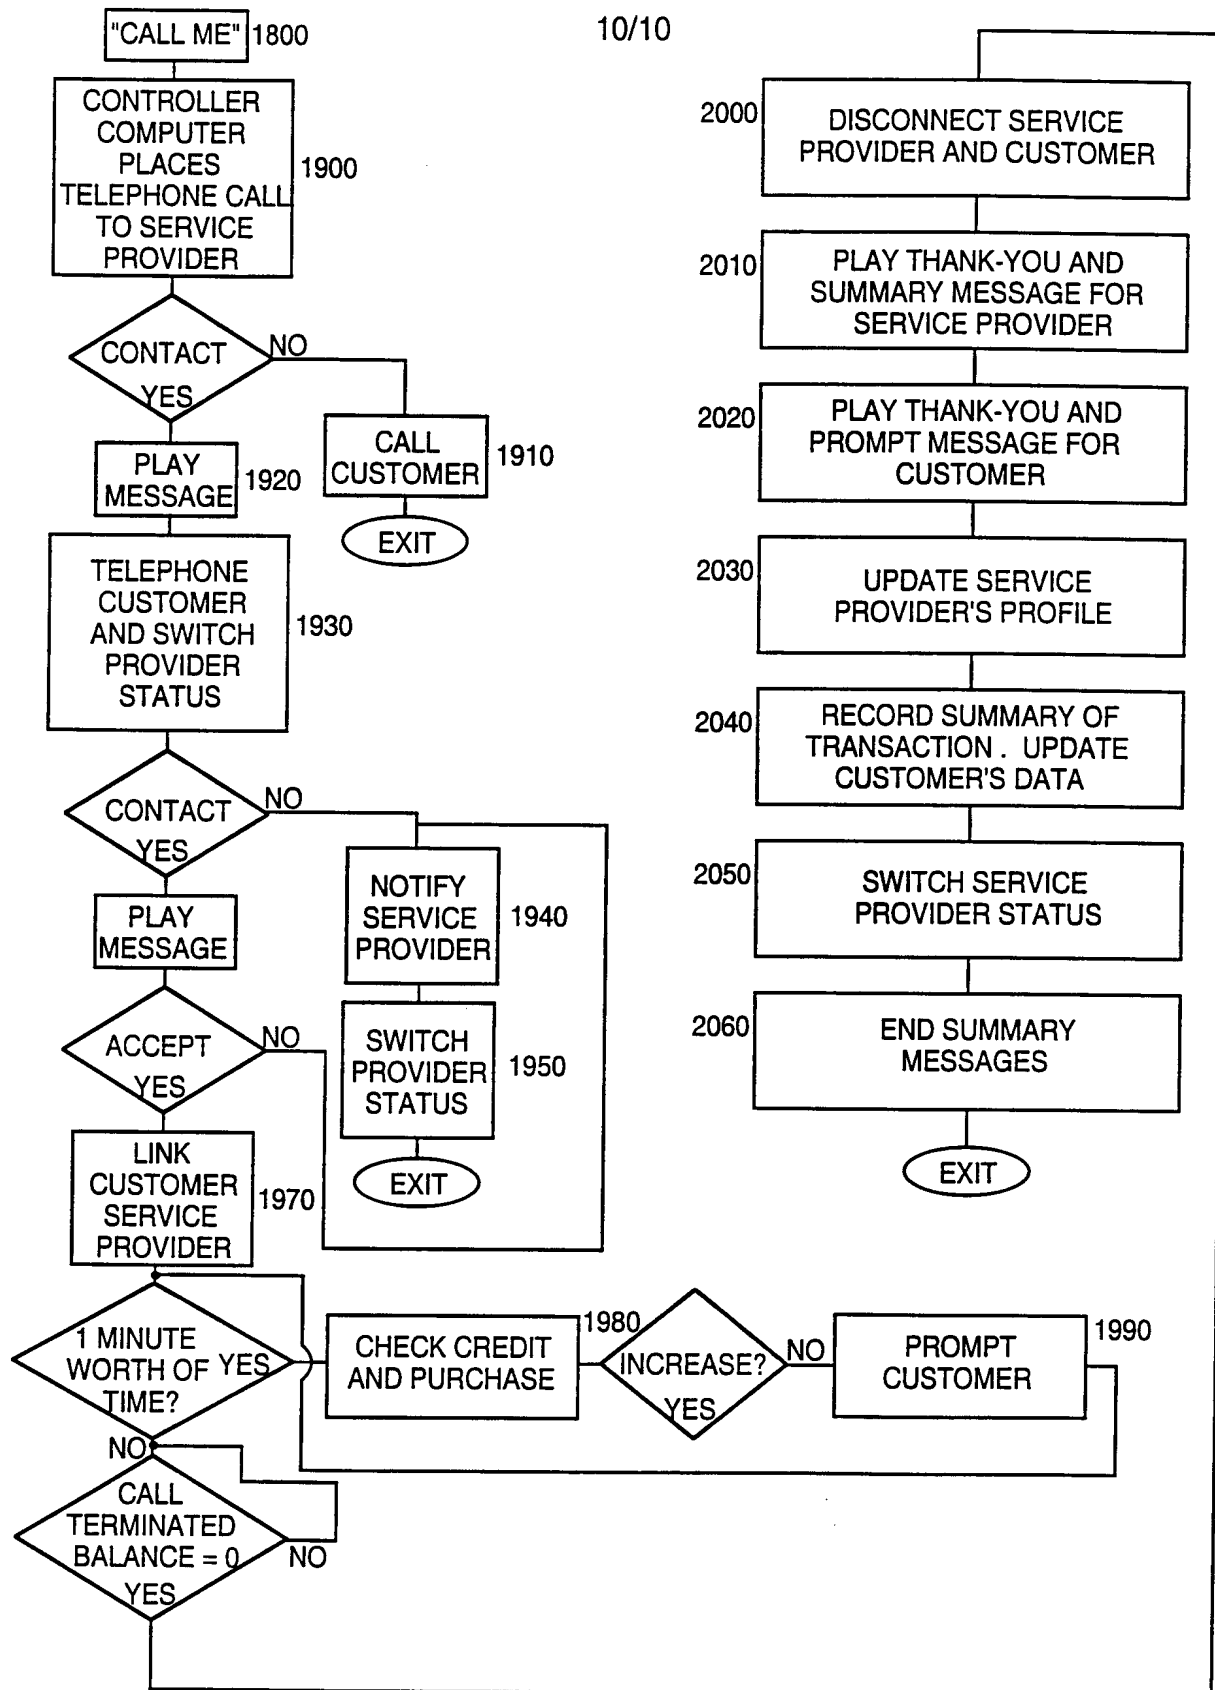 10/10
"CALL ME" 1800
CONTROLLER
COMPUTER
PLACES
TELEPHONE CALL
TO SERVICE
PROVIDER
1900
CONTACT
NO
YES
CALL
CUSTOMER
1910
EXIT
PLAY
MESSAGE
1920
TELEPHONE
CUSTOMER
AND SWITCH
PROVIDER
STATUS
1930
CONTACT
NO
YES
NOTIFY
SERVICE
PROVIDER
1940
PLAY
MESSAGE
ACCEPT
NO
YES
SWITCH
PROVIDER
STATUS
1950
EXIT
LINK
CUSTOMER
SERVICE
PROVIDER
1970
1 MINUTE
WORTH OF
TIME?
YES
NO
CHECK CREDIT
AND PURCHASE
1980
INCREASE?
NO
YES
PROMPT
CUSTOMER
1990
CALL
TERMINATED
BALANCE = 0
NO
YES
2000
DISCONNECT SERVICE
PROVIDER AND CUSTOMER
2010
PLAY THANK-YOU AND
SUMMARY MESSAGE FOR
SERVICE PROVIDER
2020
PLAY THANK-YOU AND
PROMPT MESSAGE FOR
CUSTOMER
2030
UPDATE SERVICE
PROVIDER'S PROFILE
2040
RECORD SUMMARY OF
TRANSACTION . UPDATE
CUSTOMER'S DATA
2050
SWITCH SERVICE
PROVIDER STATUS
2060
END SUMMARY
MESSAGES
EXIT